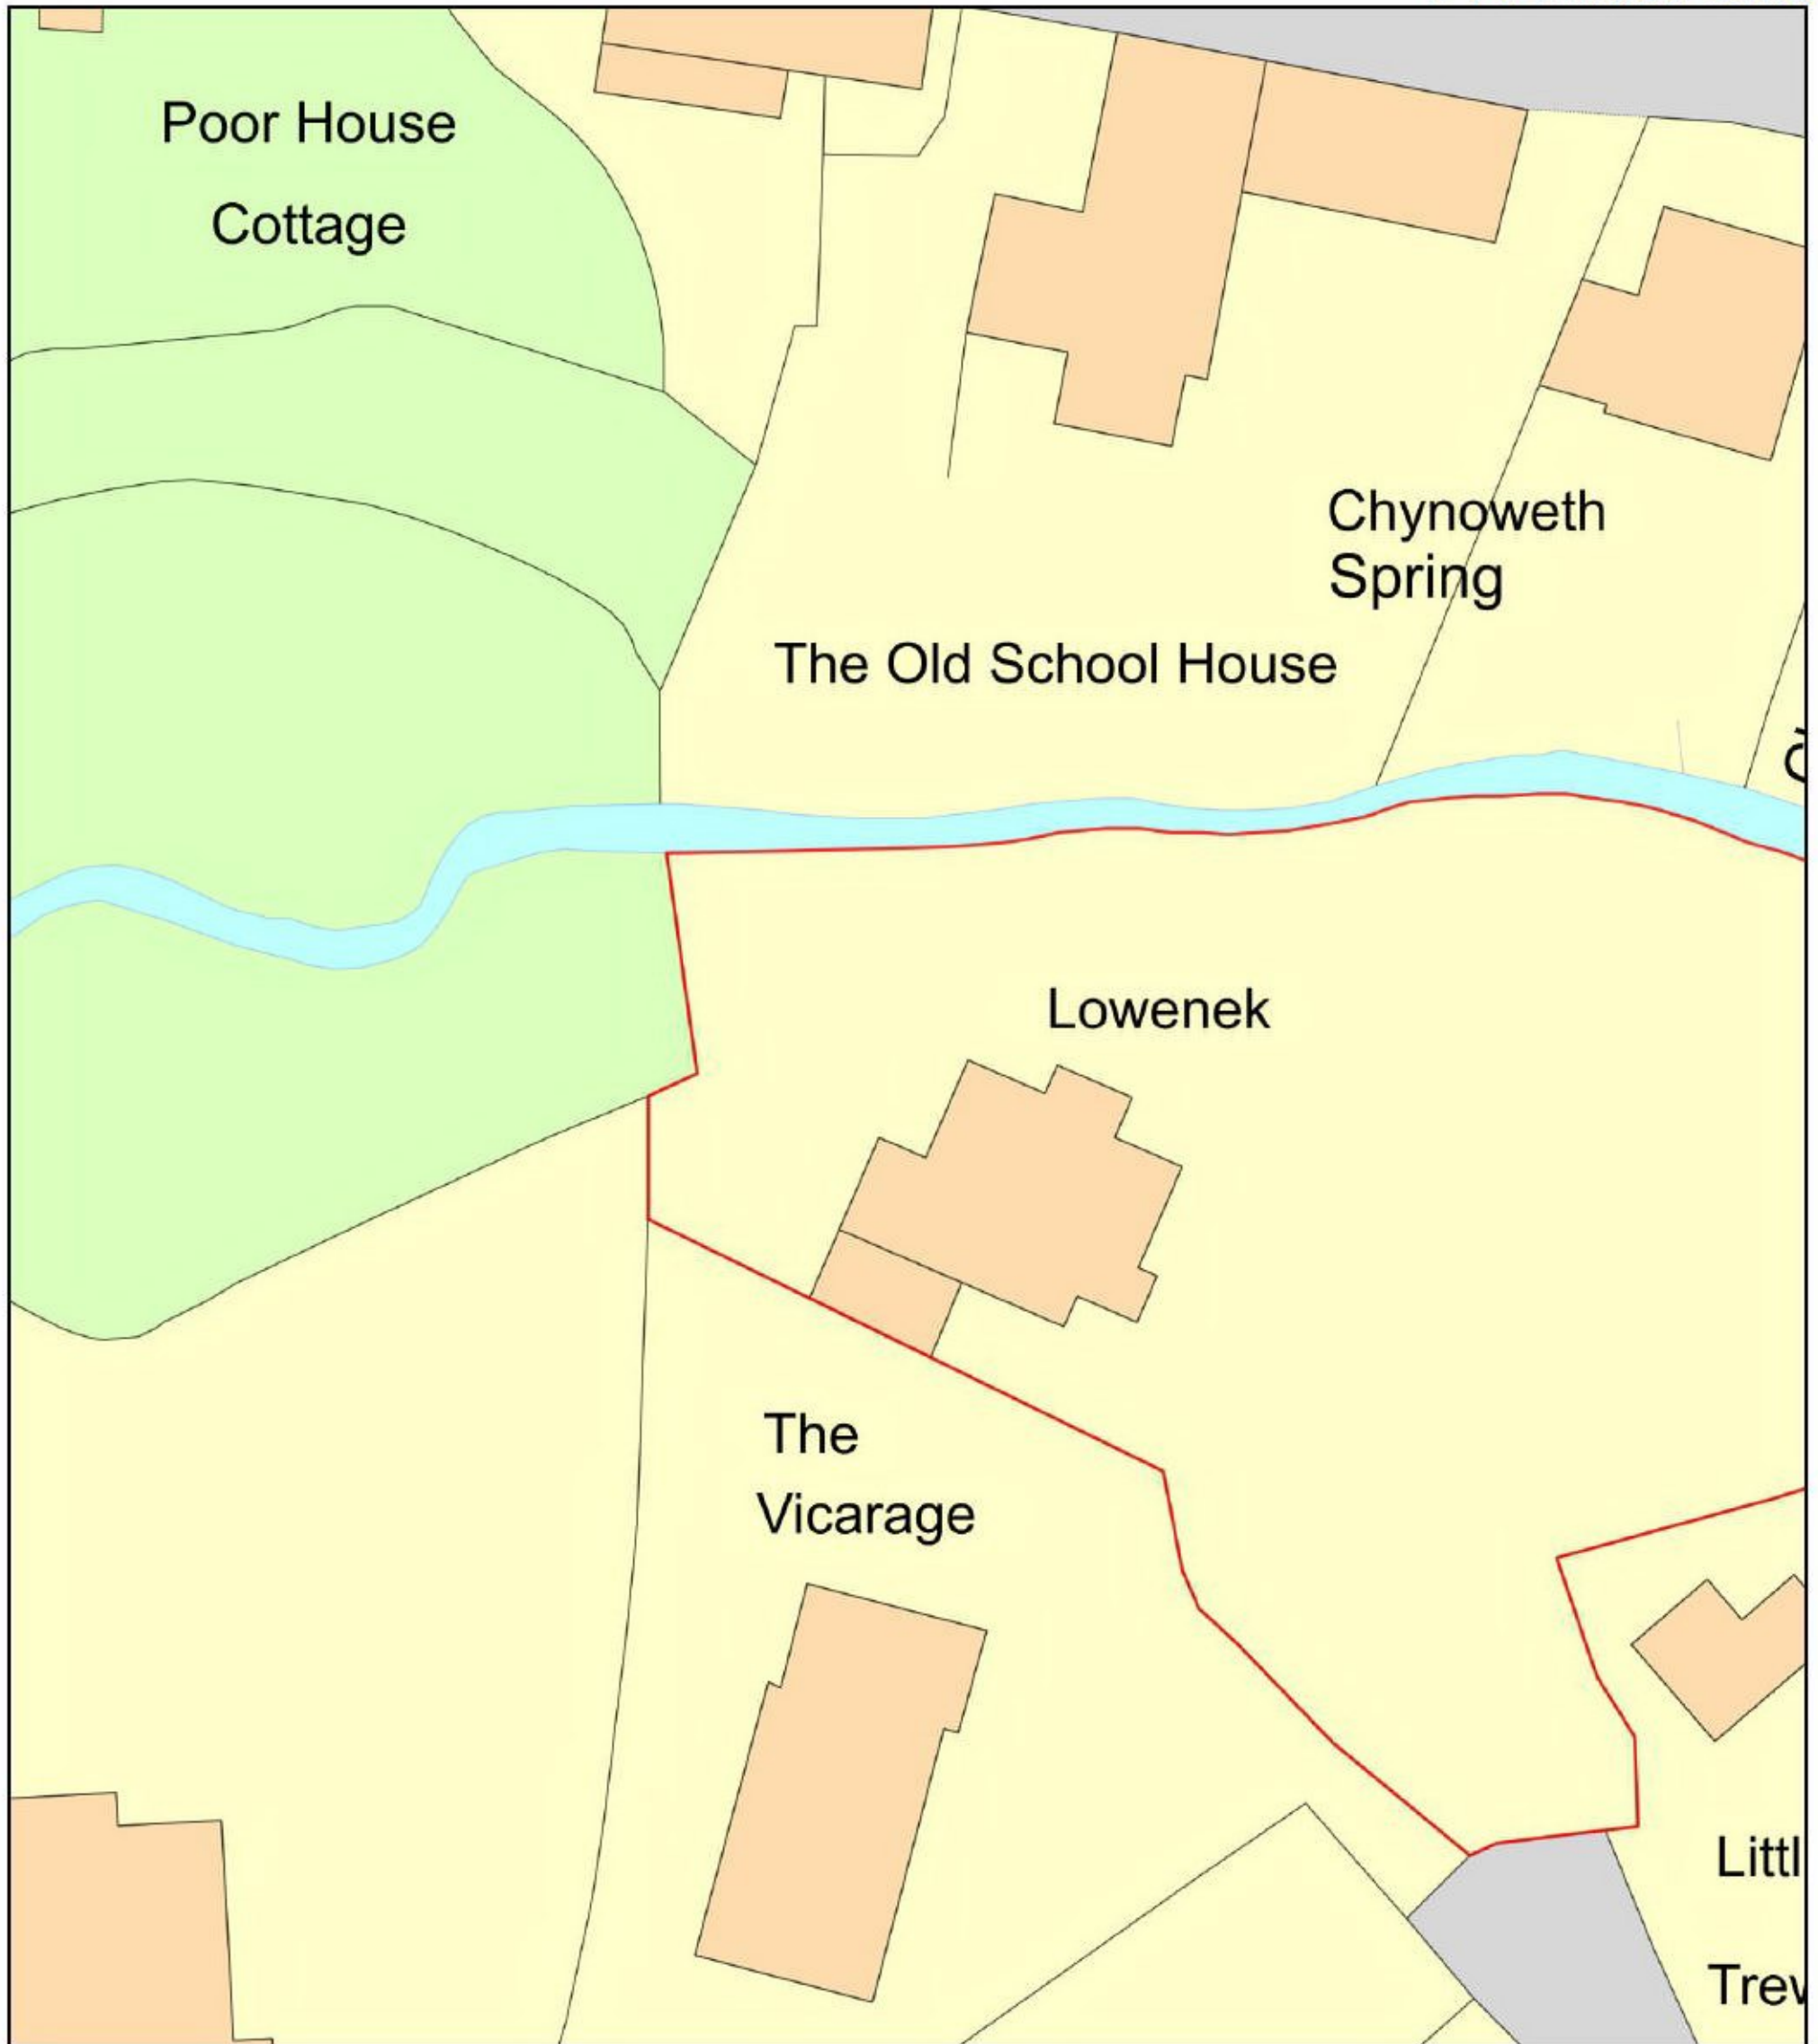 Poor House
Cottage
Chynoweth
Spring
The Old School House
Lowenek
The
Vicarage